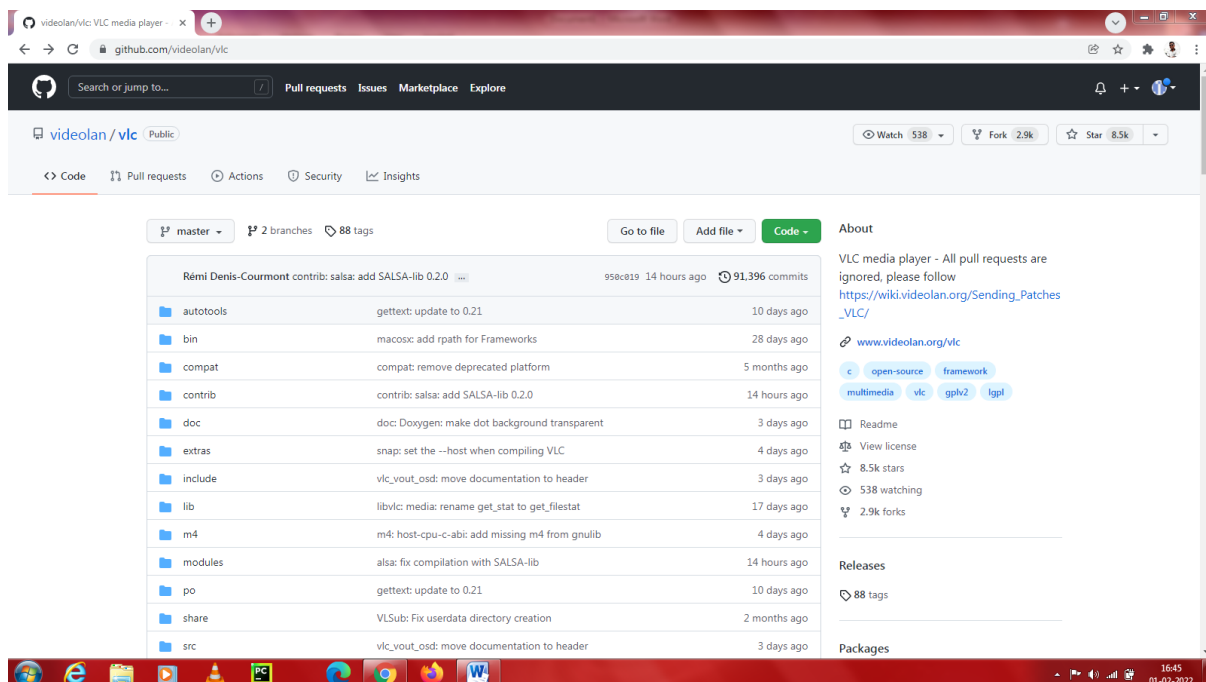 videolan/vlc: VLC media player -
github.com/videolan/vlc
Search or jump to... / Pull requests Issues Marketplace Explore
videolan / vlc Public
Watch 538 Fork 2.9k Star 8.5k
Code Pull requests Actions Security Insights
master 2 branches 88 tags Go to file Add file Code
Rémi Denis-Courmont contrib: salsa: add SALSA-lib 0.2.0 ... 950c019 14 hours ago 91,396 commits
autotools gettext: update to 0.21 10 days ago
bin macosx: add rpath for Frameworks 28 days ago
compat compat: remove deprecated platform 5 months ago
contrib contrib: salsa: add SALSA-lib 0.2.0 14 hours ago
doc doc: Doxygen: make dot background transparent 3 days ago
extras snap: set the --host when compiling VLC 4 days ago
include vlc_vout_osd: move documentation to header 3 days ago
lib libvlc: media: rename get_stat to get_filestat 17 days ago
m4 m4: host-cpu-c-abi: add missing m4 from gnulib 4 days ago
modules alsa: fix compilation with SALSA-lib 14 hours ago
po gettext: update to 0.21 10 days ago
share VLSub: Fix userdata directory creation 2 months ago
src vlc_vout_osd: move documentation to header 3 days ago
About
VLC media player - All pull requests are
ignored, please follow
https://wiki.videolan.org/Sending_Patches
_VLC/
www.videolan.org/vlc
c open-source framework
multimedia vlc gplv2 lgpl
Readme
View license
8.5k stars
538 watching
2.9k forks
Releases
88 tags
Packages
PC
W
16:45
01-02-2022